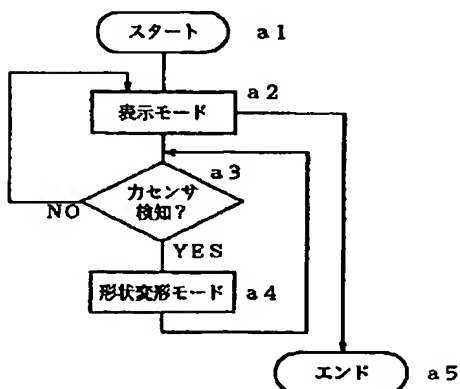 スタート a1
表示モード a2
力センサ a3
検知？
NO
YES
形状変形モード a4
エンド a5